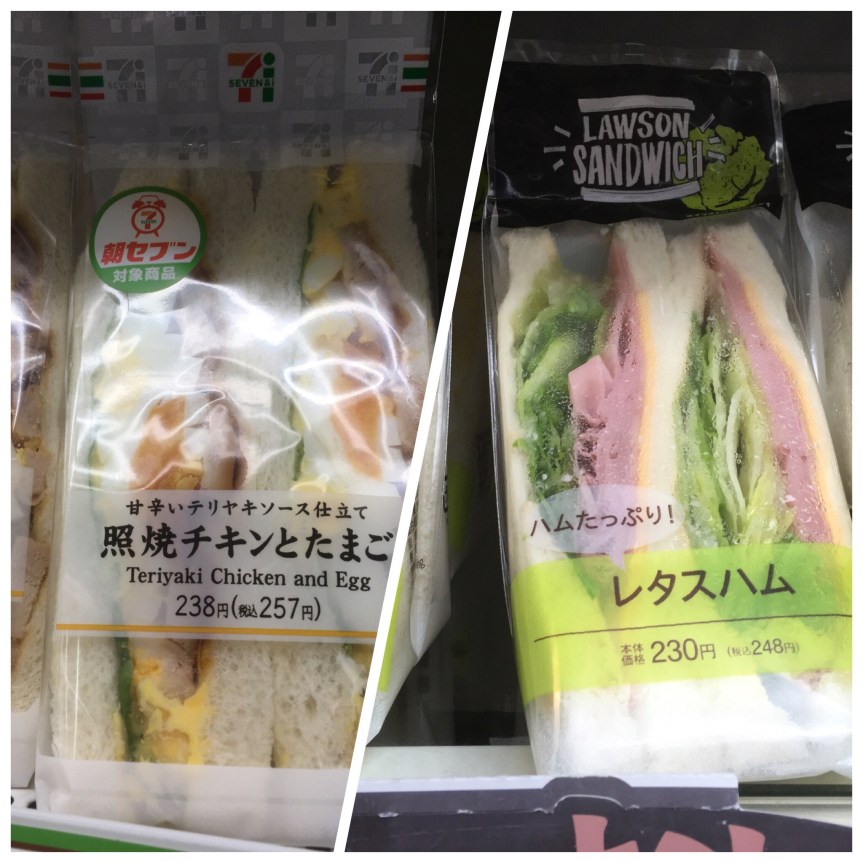 7i
SEVEN&i
朝セブン
対象商品
甘辛いテリヤキソース仕立て
照焼チキンとたまご
Teriyaki Chicken and Egg
238円(税込257円)
LAWSON
SANDWICH
ハムたっぷり!
レタスハム
本体
価格 230円 (税込248円)